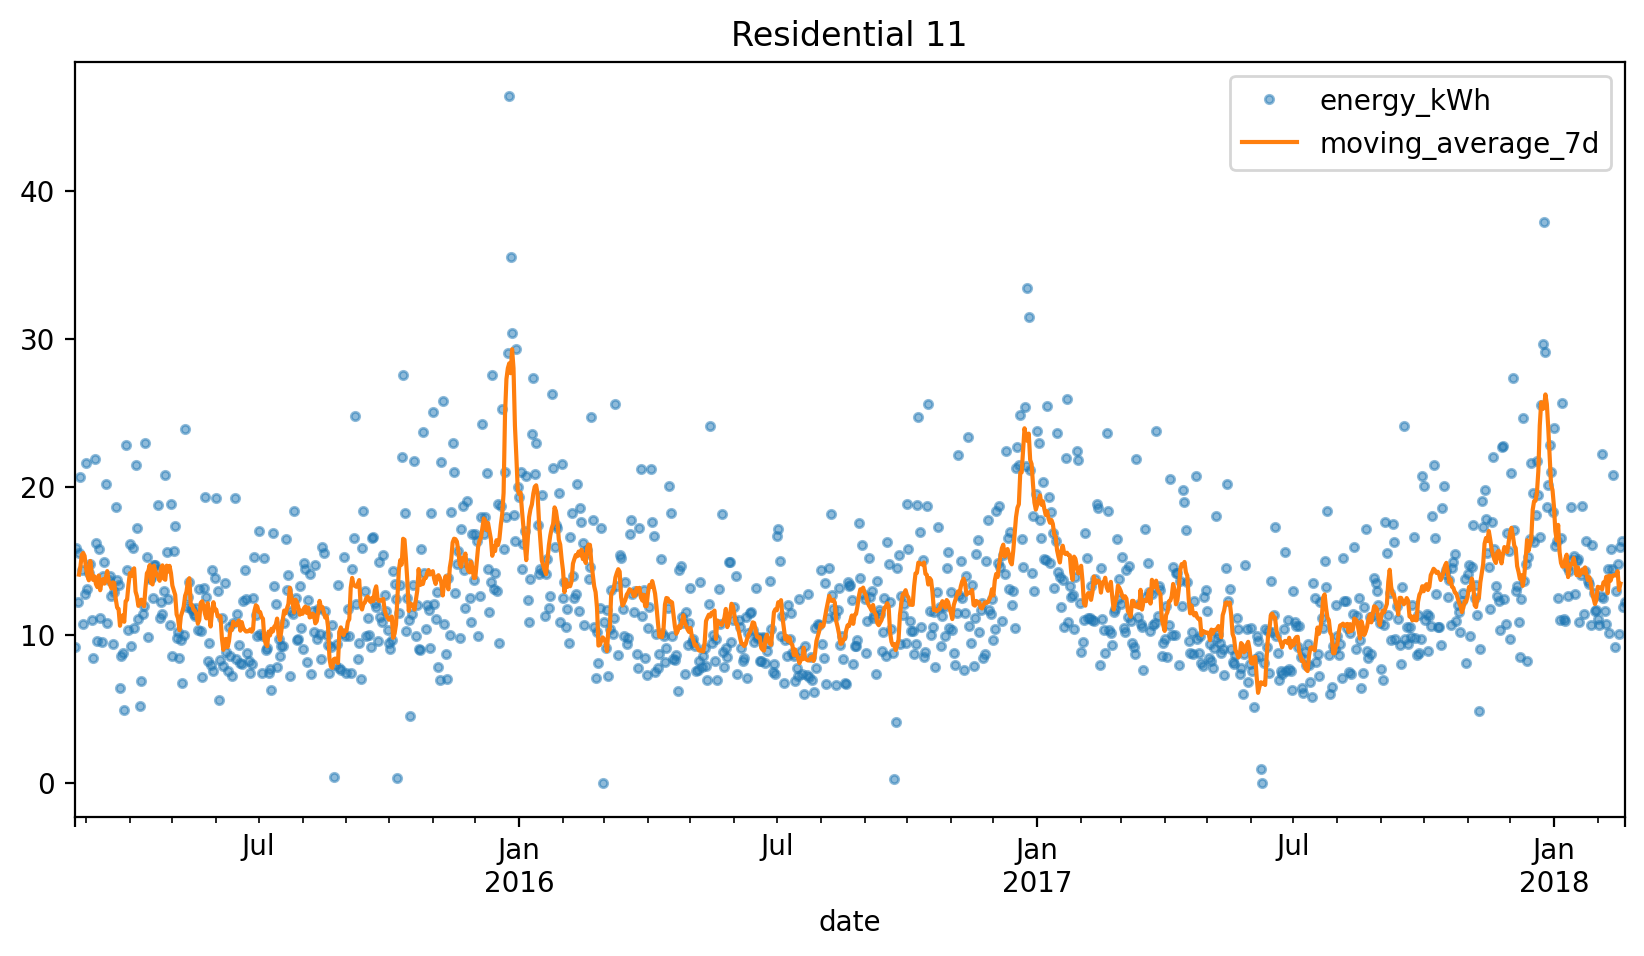 Residential 11
energy_kWh
moving_average_7d
40
30
20
10
0
Jul
Jan
2016
Jul
Jan
2017
Jul
Jan
2018
date